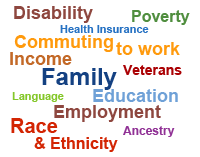 Disability
Poverty
Health Insurance
Commuting to work
Income
Family
Veterans
Language
Education
Employment
Race
& Ethnicity
Ancestry